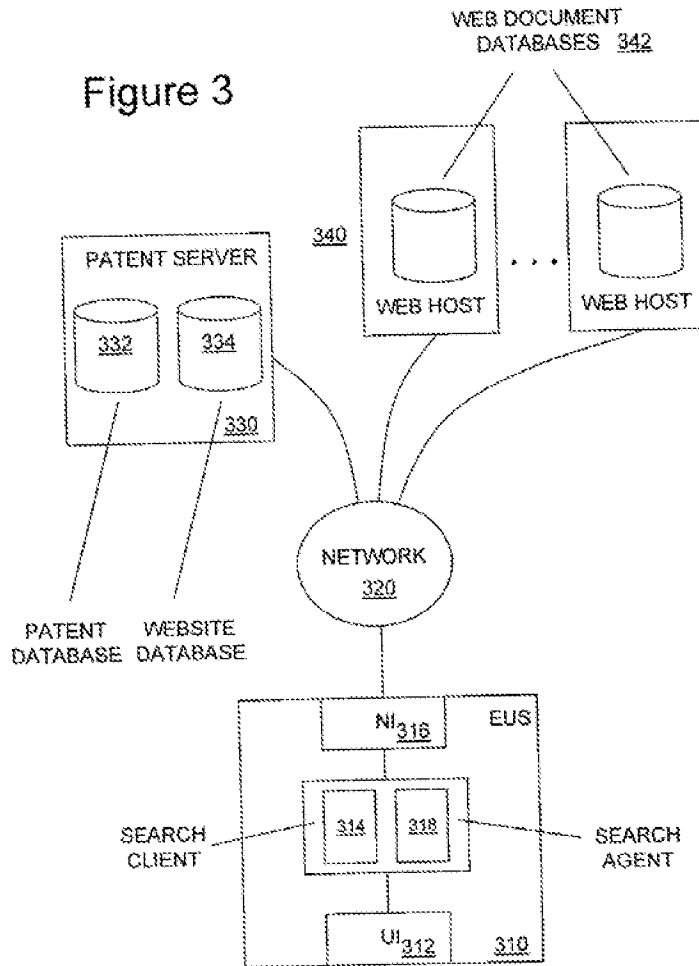 WEB DOCUMENT
DATABASES 342
Figure 3
PATENT SERVER
332
334
330
340
WEB HOST
. . .
WEB HOST
NETWORK
320
PATENT
DATABASE
WEBSITE
DATABASE
NI 316
EUS
SEARCH
CLIENT
314
318
SEARCH
AGENT
UI 312
310